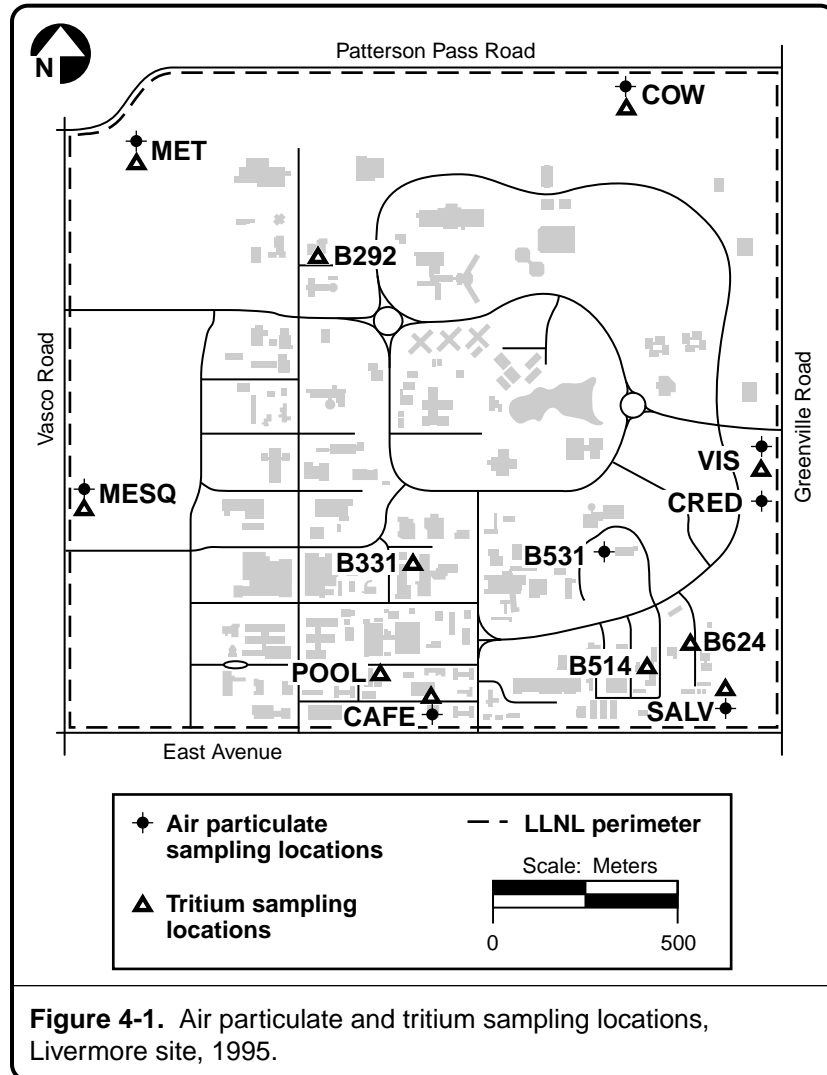 Patterson Pass Road
N
COW
MET
B292
Vasco Road
Greenville Road
VIS
MESQ
CRED
B331
B531
B624
POOL
B514
CAFE
SALV
East Avenue
Air particulate
sampling locations
Tritium sampling
locations
LLNL perimeter
Scale: Meters
0
500
Figure 4-1. Air particulate and tritium sampling locations,
Livermore site, 1995.